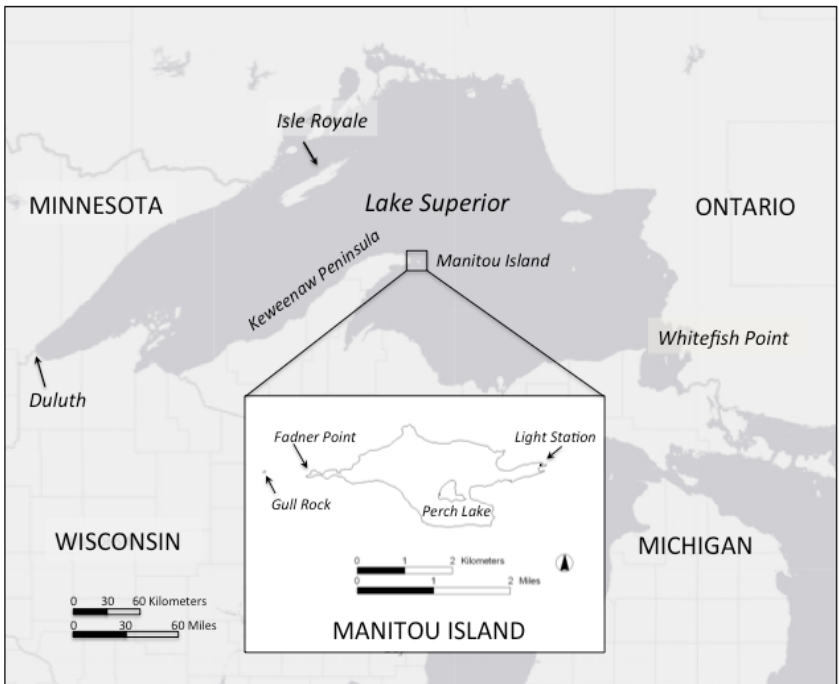 Isle Royale
MINNESOTA
Lake Superior
ONTARIO
Keweenaw Peninsula
Manitou Island
Whitefish Point
Duluth
Fadner Point
Light Station
Gull Rock
Perch Lake
WISCONSIN
MICHIGAN
0 1 2 Kilometers
0 1 2 Miles
0 30 60 Kilometers
0 30 60 Miles
MANITOU ISLAND